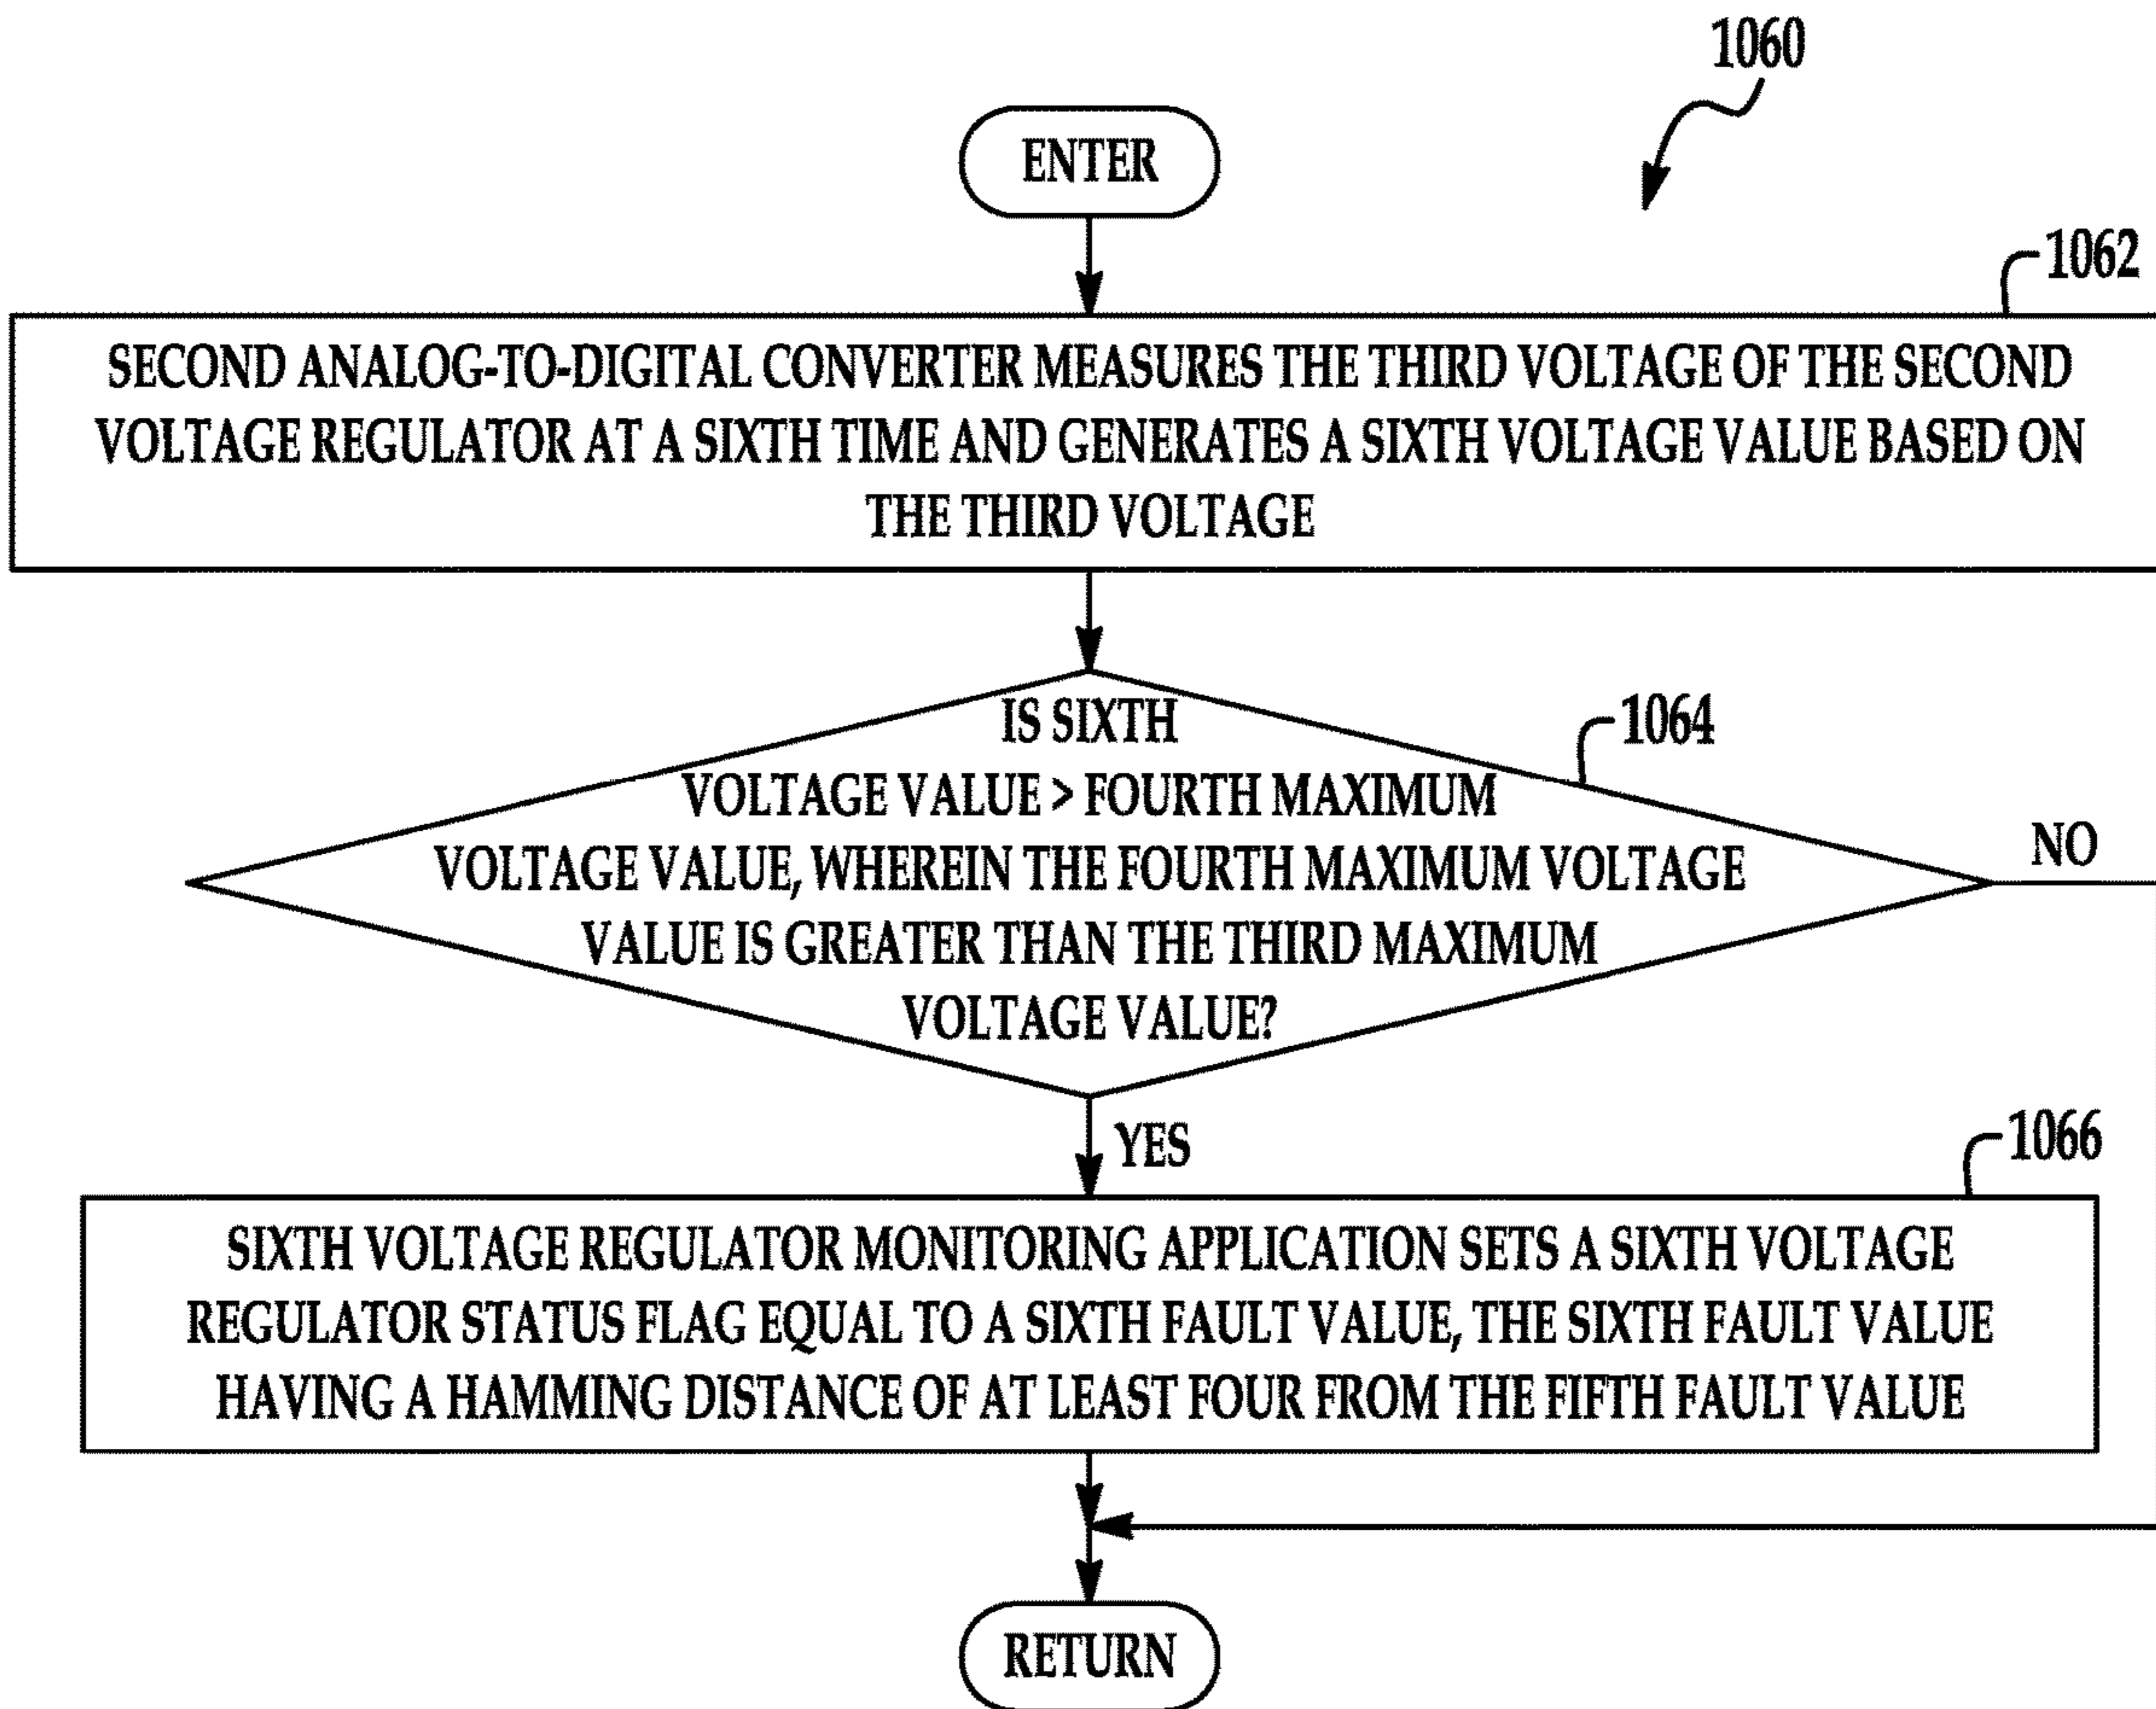 1060
ENTER
1062
SECOND ANALOG-TO-DIGITAL CONVERTER MEASURES THE THIRD VOLTAGE OF THE SECOND
VOLTAGE REGULATOR AT A SIXTH TIME AND GENERATES A SIXTH VOLTAGE VALUE BASED ON
THE THIRD VOLTAGE
IS SIXTH
1064
VOLTAGE VALUE > FOURTH MAXIMUM
VOLTAGE VALUE, WHEREIN THE FOURTH MAXIMUM VOLTAGE
VALUE IS GREATER THAN THE THIRD MAXIMUM
VOLTAGE VALUE?
NO
YES
1066
SIXTH VOLTAGE REGULATOR MONITORING APPLICATION SETS A SIXTH VOLTAGE
REGULATOR STATUS FLAG EQUAL TO A SIXTH FAULT VALUE, THE SIXTH FAULT VALUE
HAVING A HAMMING DISTANCE OF AT LEAST FOUR FROM THE FIFTH FAULT VALUE
RETURN